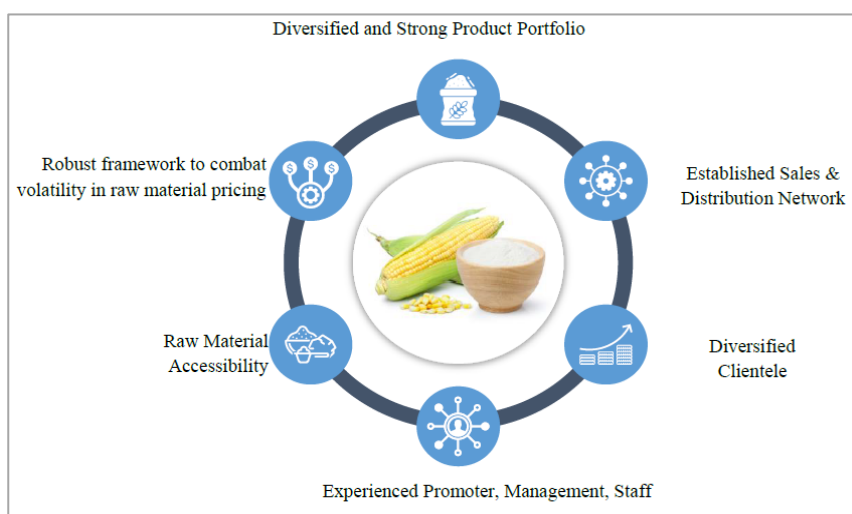 Diversified and Strong Product Portfolio
Robust framework to combat
volatility in raw material pricing
Established Sales &
Distribution Network
Raw Material
Accessibility
Diversified
Clientele
Experienced Promoter, Management, Staff